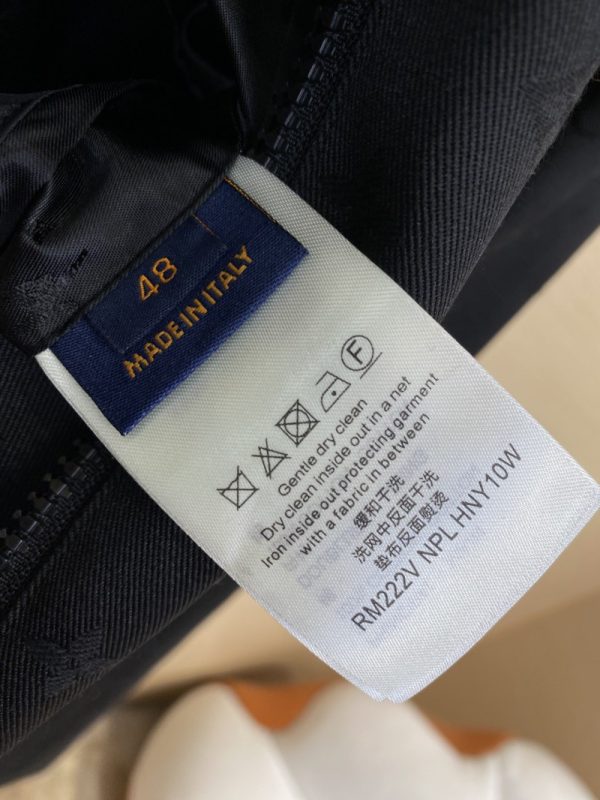 48
MADE IN ITALY
F
Gentle dry clean
Dry clean inside out in a net
Iron inside out protecting garment
with a fabric in between
缓和干洗
洗网中反面干洗
垫布反面熨烫
RM222V NPL HNY10W